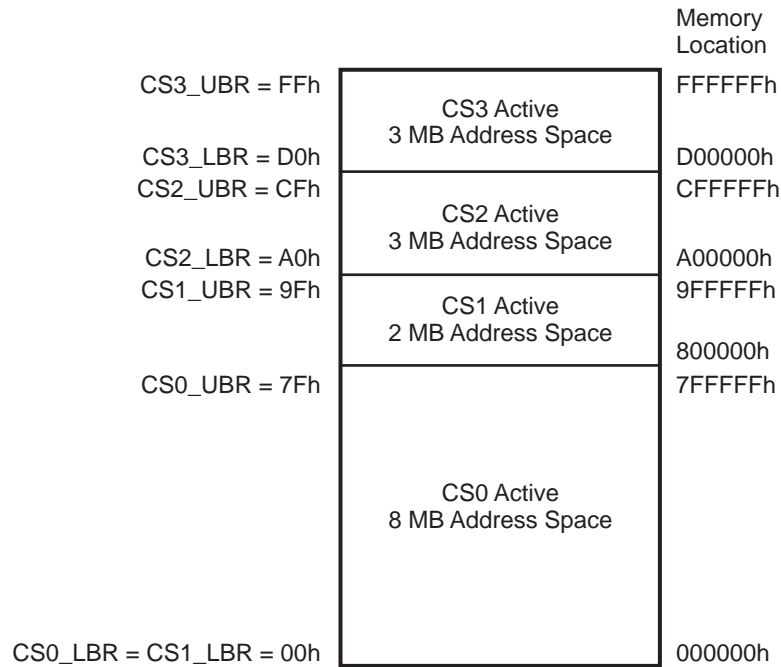 Memory
Location
CS3_UBR = FFh
FFFFFFh
CS3 Active
3 MB Address Space
CS3_LBR = D0h
D00000h
CS2_UBR = CFh
CFFFFFh
CS2 Active
3 MB Address Space
CS2_LBR = A0h
A00000h
CS1_UBR = 9Fh
9FFFFFh
CS1 Active
2 MB Address Space
800000h
CS0_UBR = 7Fh
7FFFFFh
CS0 Active
8 MB Address Space
CS0_LBR = CS1_LBR = 00h
000000h